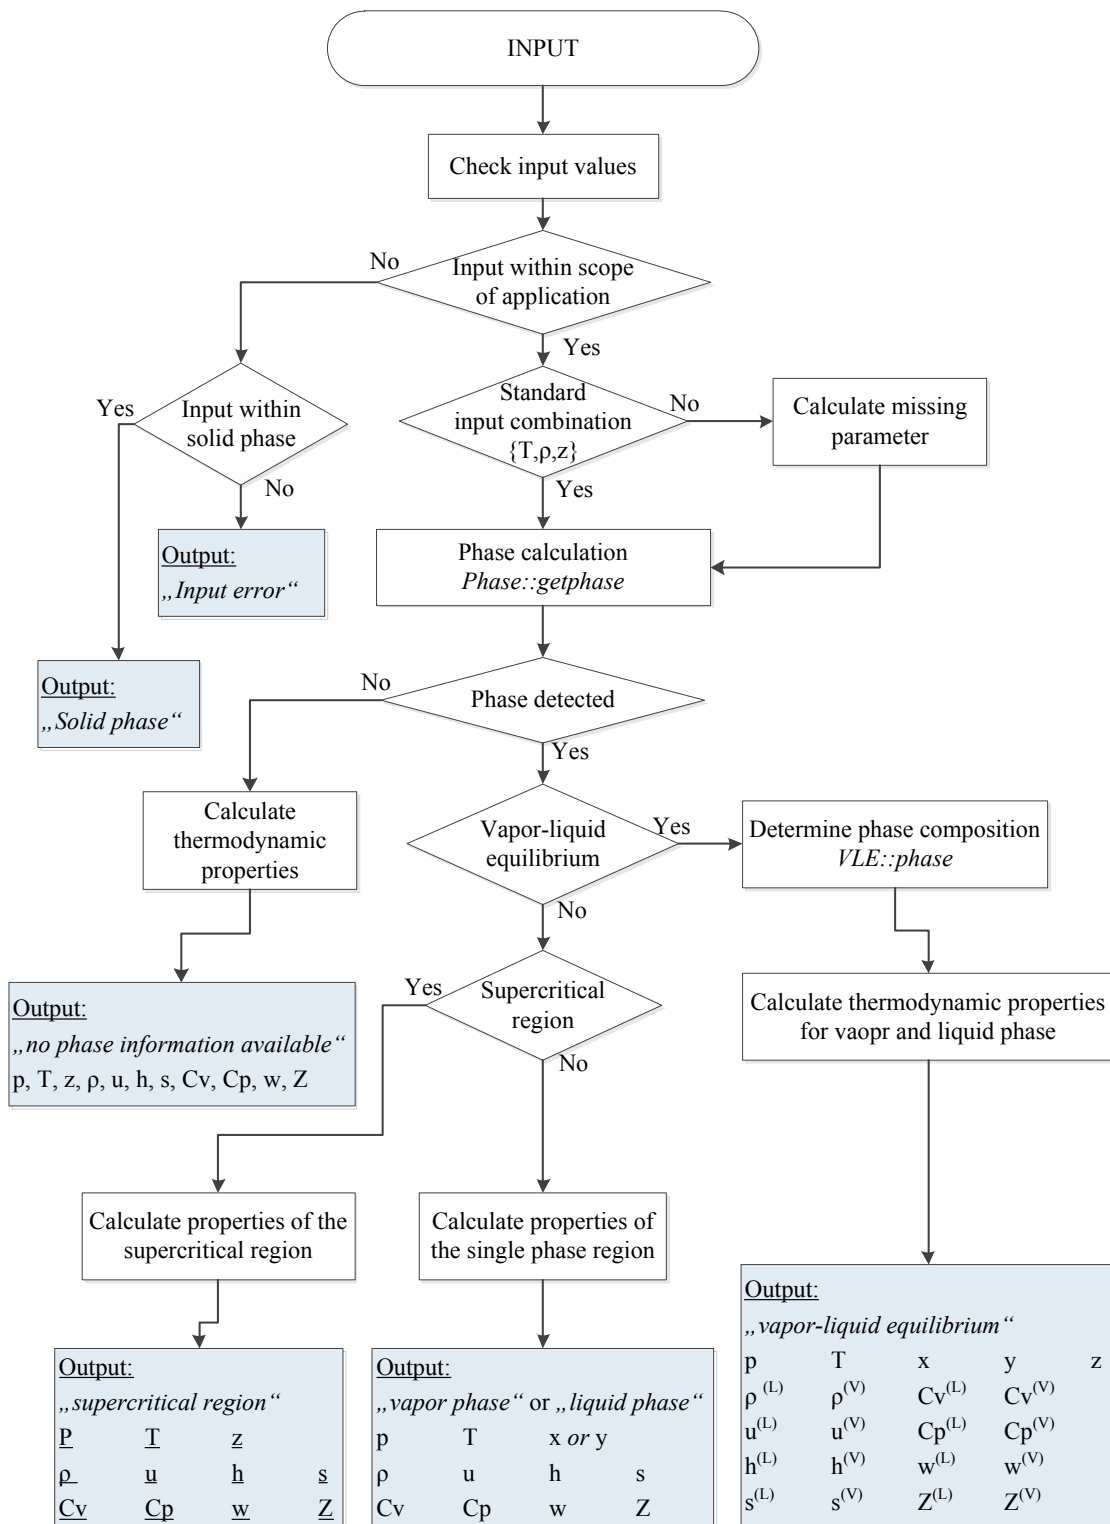 INPUT
Check input values
No
Input within scope
of application
Yes
Yes
Input within
solid phase
No
Standard
input combination
{T,ρ,z}
No
Calculate missing
parameter
Yes
Output:
„Input error“
Phase calculation
Phase::getphase
Output:
„Solid phase“
No
Phase detected
Yes
Calculate
thermodynamic
properties
Vapor-liquid
equilibrium
Yes
Determine phase composition
VLE::phase
No
Output:
„no phase information available“
p, T, z, ρ, u, h, s, Cv, Cp, w, Z
Yes
Supercritical
region
No
Calculate thermodynamic properties
for vaopr and liquid phase
Calculate properties of the
supercritical region
Calculate properties of
the single phase region
Output:
„supercritical region“
P T z
ρ u h s
Cv Cp w Z
Output:
„vapor phase“ or „liquid phase“
p T x or y
ρ u h s
Cv Cp w Z
Output:
„vapor-liquid equilibrium“
p T x y z
ρ(L) ρ(V) Cv(L) Cv(V)
u(L) u(V) Cp(L) Cp(V)
h(L) h(V) w(L) w(V)
s(L) s(V) Z(L) Z(V)